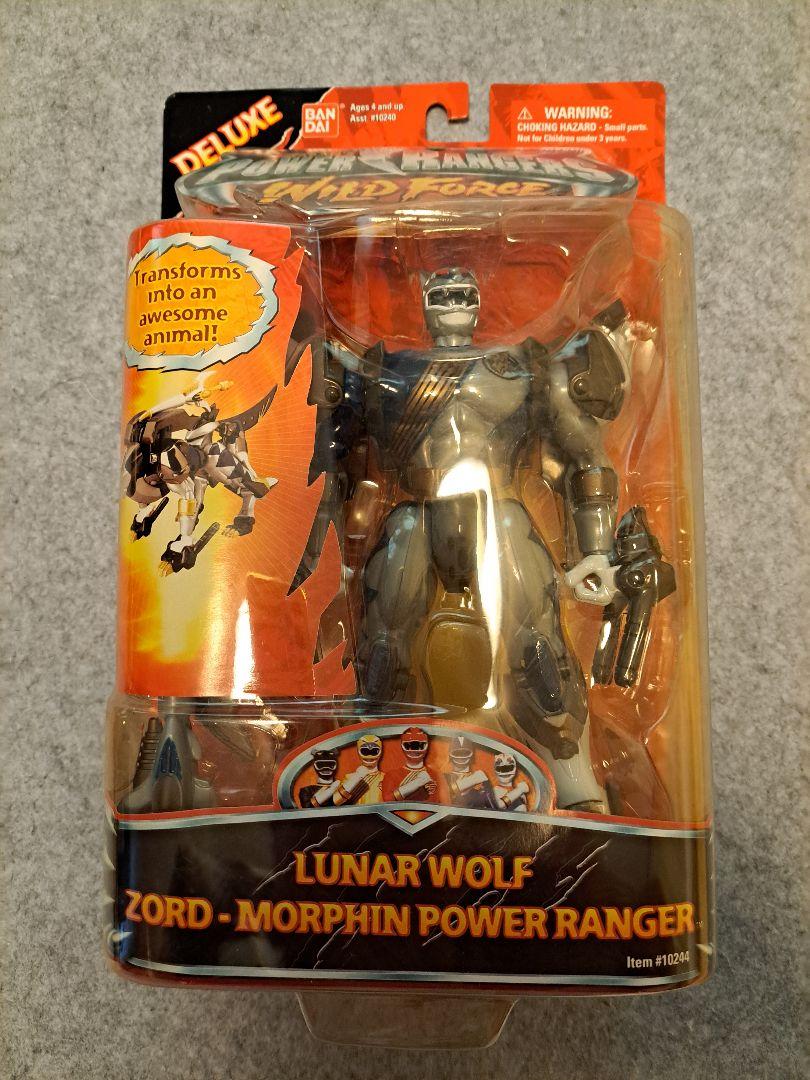 DELUXE
BAN
DAI
Ages 4 and up.
Asst. #10240
WARNING:
CHOKING HAZARD - Small parts.
Not for Children under 3 years.
POWER RANGERS
WILD FORCE
Transforms
into an
awesome
animal!
LUNAR WOLF
ZORD - MORPHIN POWER RANGER™
Item #10244